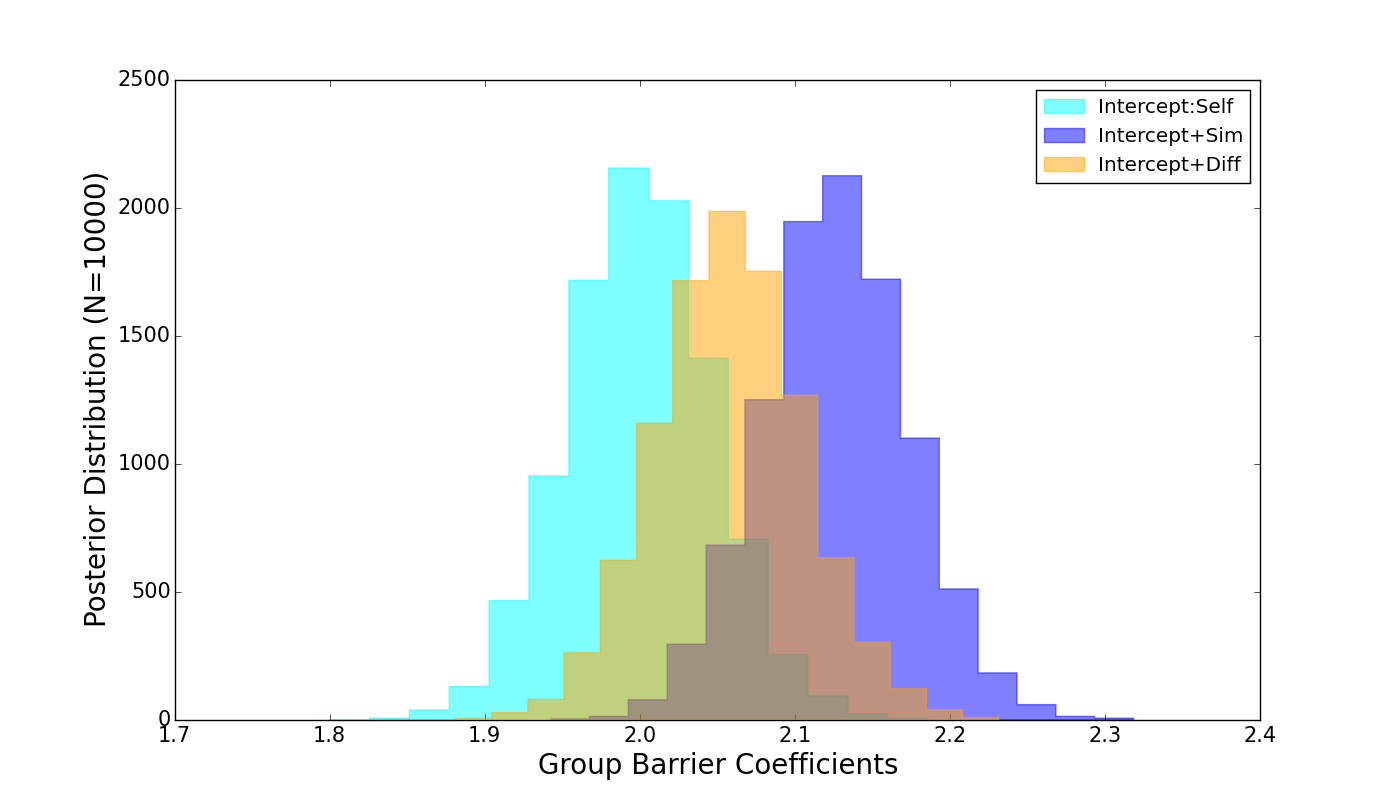 2500
2000
1500
1000
500
0
Posterior Distribution (N=10000)
Intercept:Self
Intercept+Sim
Intercept+Diff
1.7 1.8 1.9 2.0 2.1 2.2 2.3 2.4
Group Barrier Coefficients